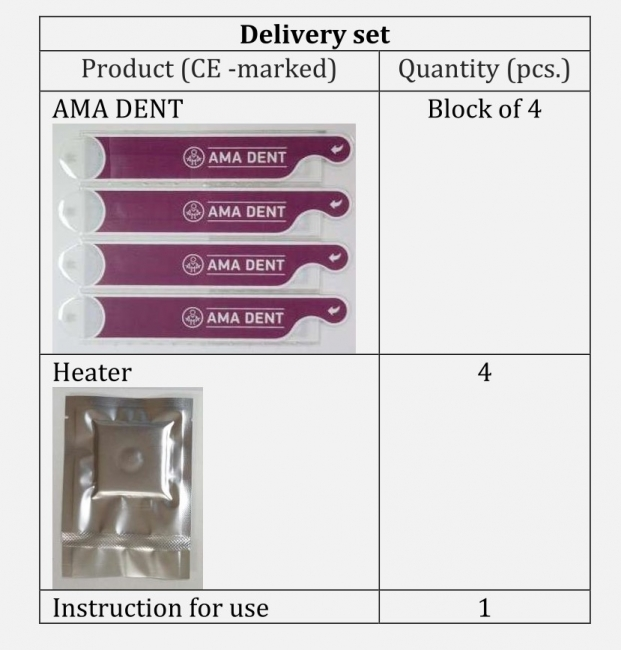 Delivery set
Product (CE -marked)
Quantity (pcs.)
AMA DENT
Block of 4
AMA DENT
AMA DENT
AMA DENT
AMA DENT
Heater
4
Instruction for use
1